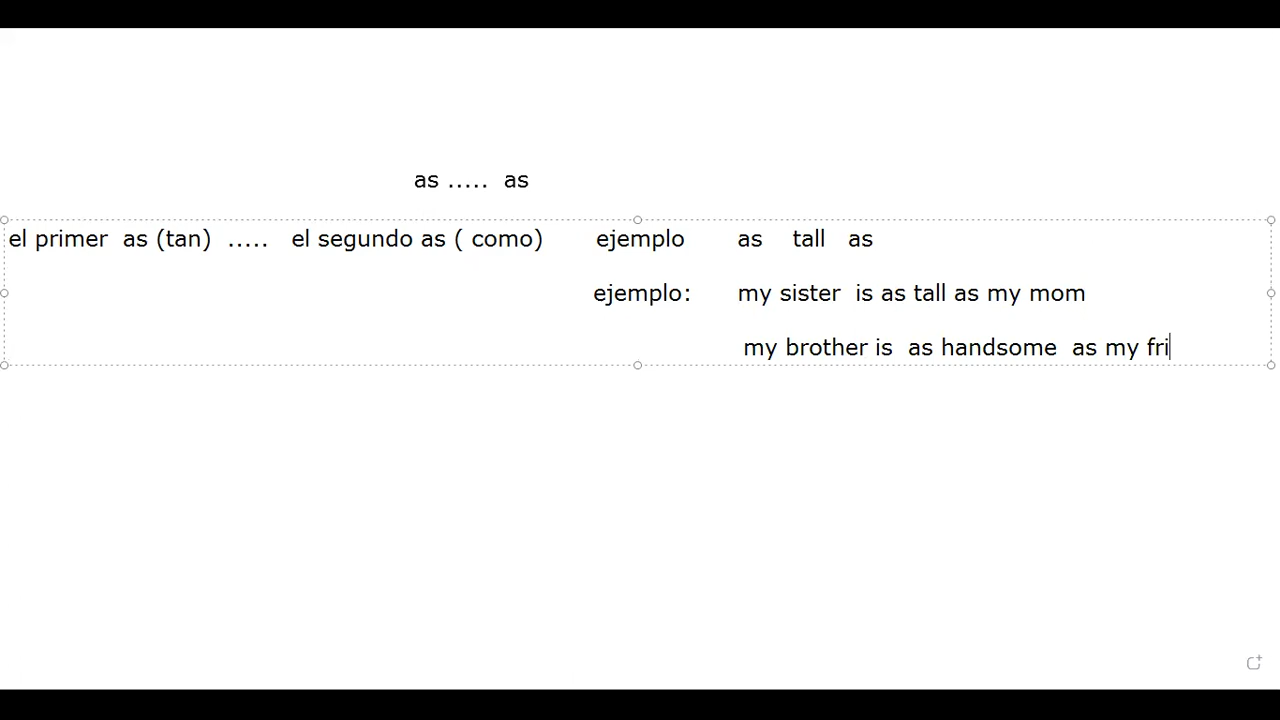 as ..... as
el primer as (tan) ..... el segundo as ( como) ejemplo as tall as
ejemplo: my sister is as tall as my mom
my brother is as handsome as my fri